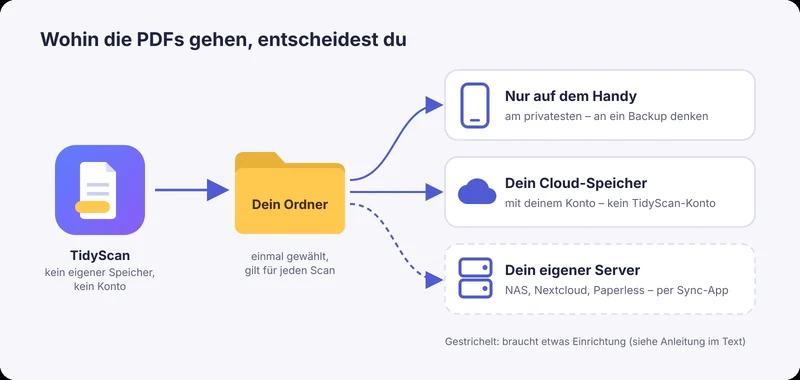 Wohin die PDFs gehen, entscheidest du
TidyScan
kein eigener Speicher,
kein Konto
Dein Ordner
einmal gewählt,
gilt für jeden Scan
Nur auf dem Handy
am privatesten – an ein Backup denken
Dein Cloud-Speicher
mit deinem Konto – kein TidyScan-Konto
Dein eigener Server
NAS, Nextcloud, Paperless – per Sync-App
Gestrichelt: braucht etwas Einrichtung (siehe Anleitung im Text)